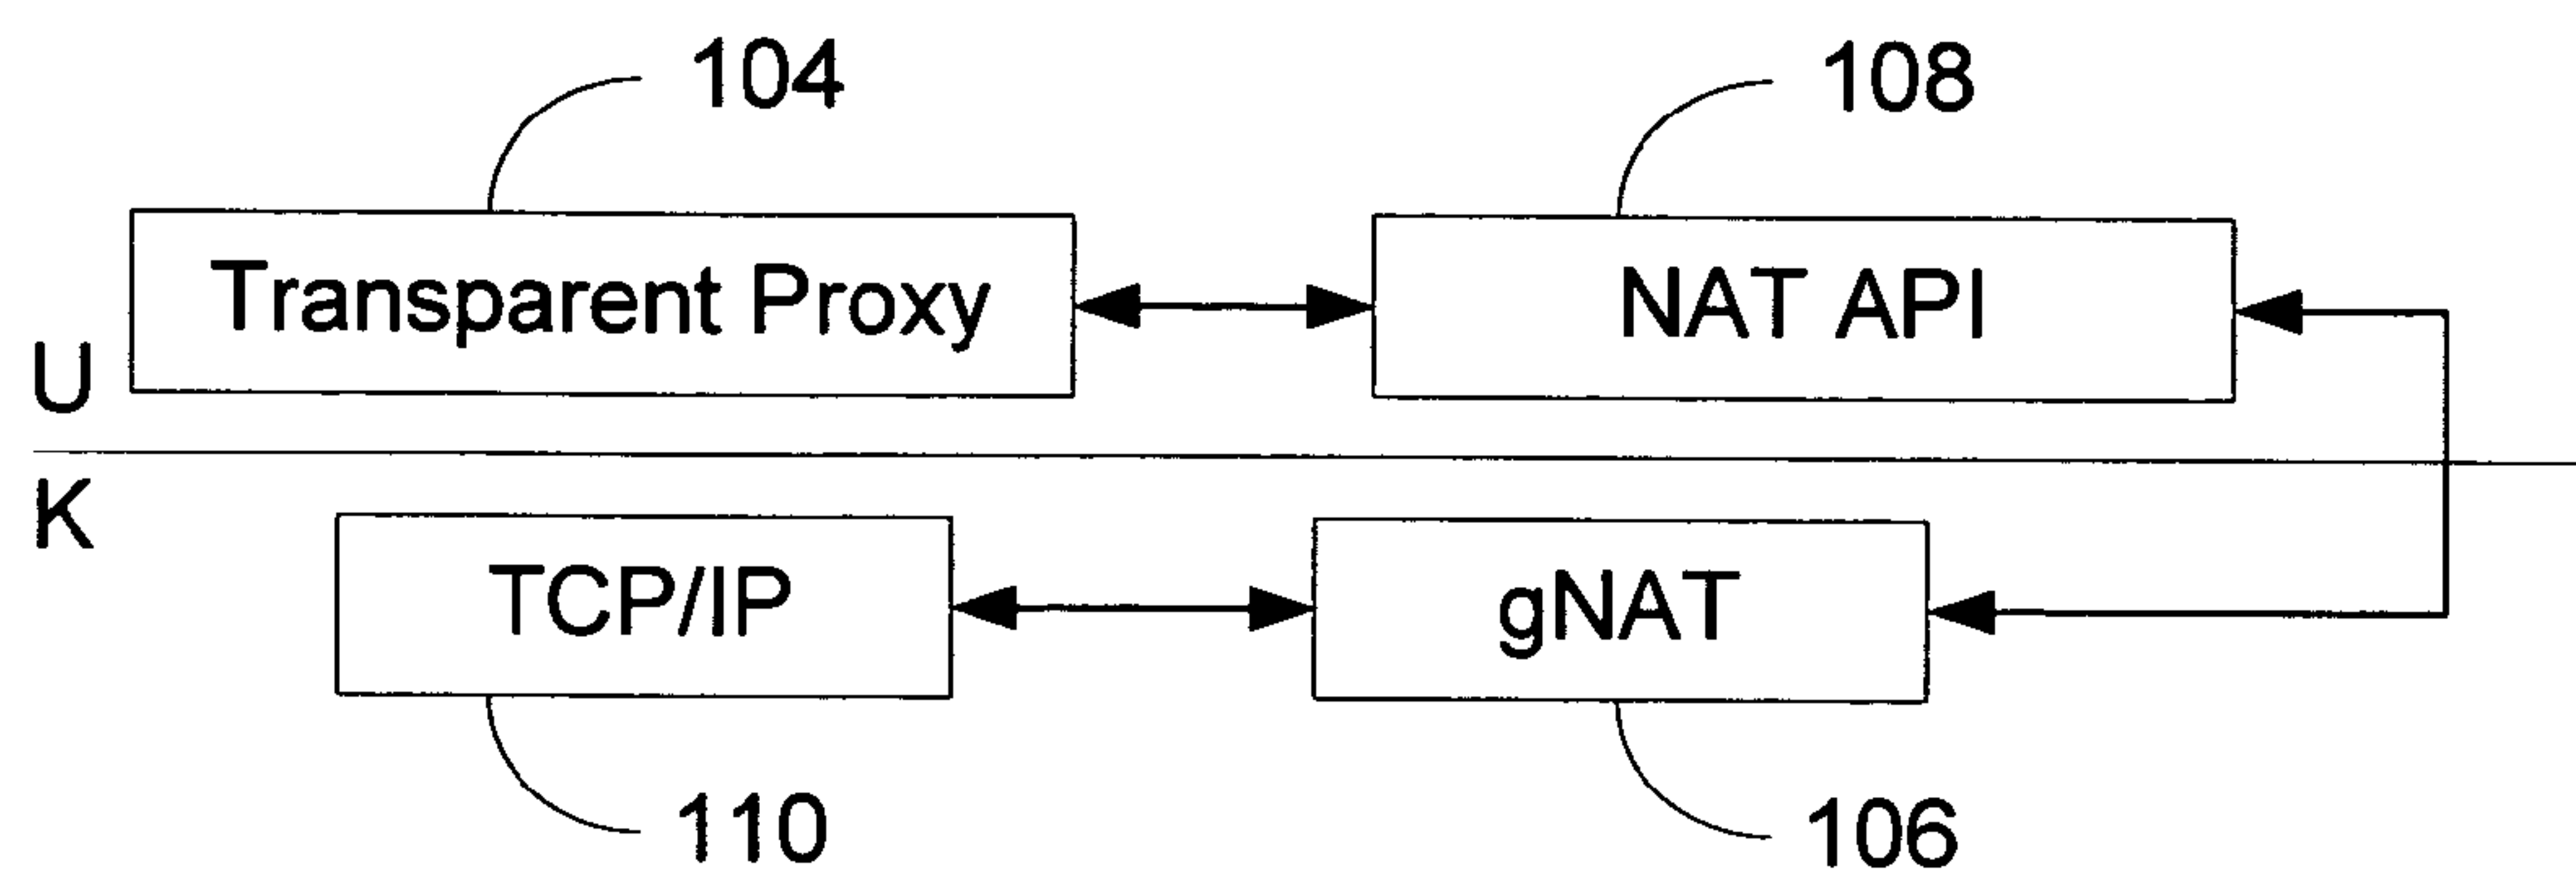 104
108
Transparent Proxy
NAT API
U
K
TCP/IP
gNAT
110
106